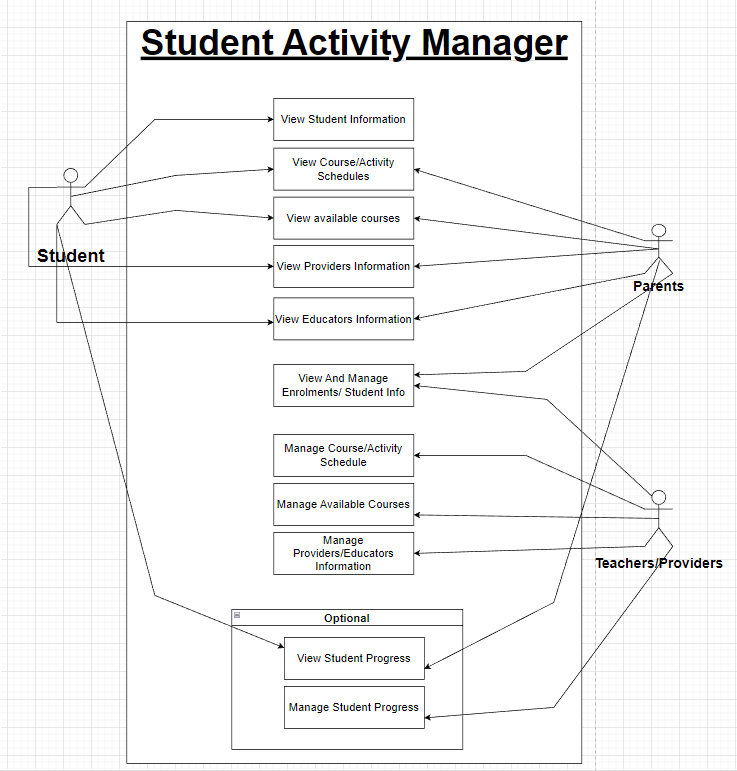 Student Activity Manager
View Student Information
View Course/Activity
Schedules
View available courses
Student
View Providers Information
Parents
View Educators Information
View And Manage
Enrolments/ Student Info
Manage Course/Activity
Schedule
Manage Available Courses
Manage
Providers/Educators
Information
Teachers/Providers
Optional
View Student Progress
Manage Student Progress